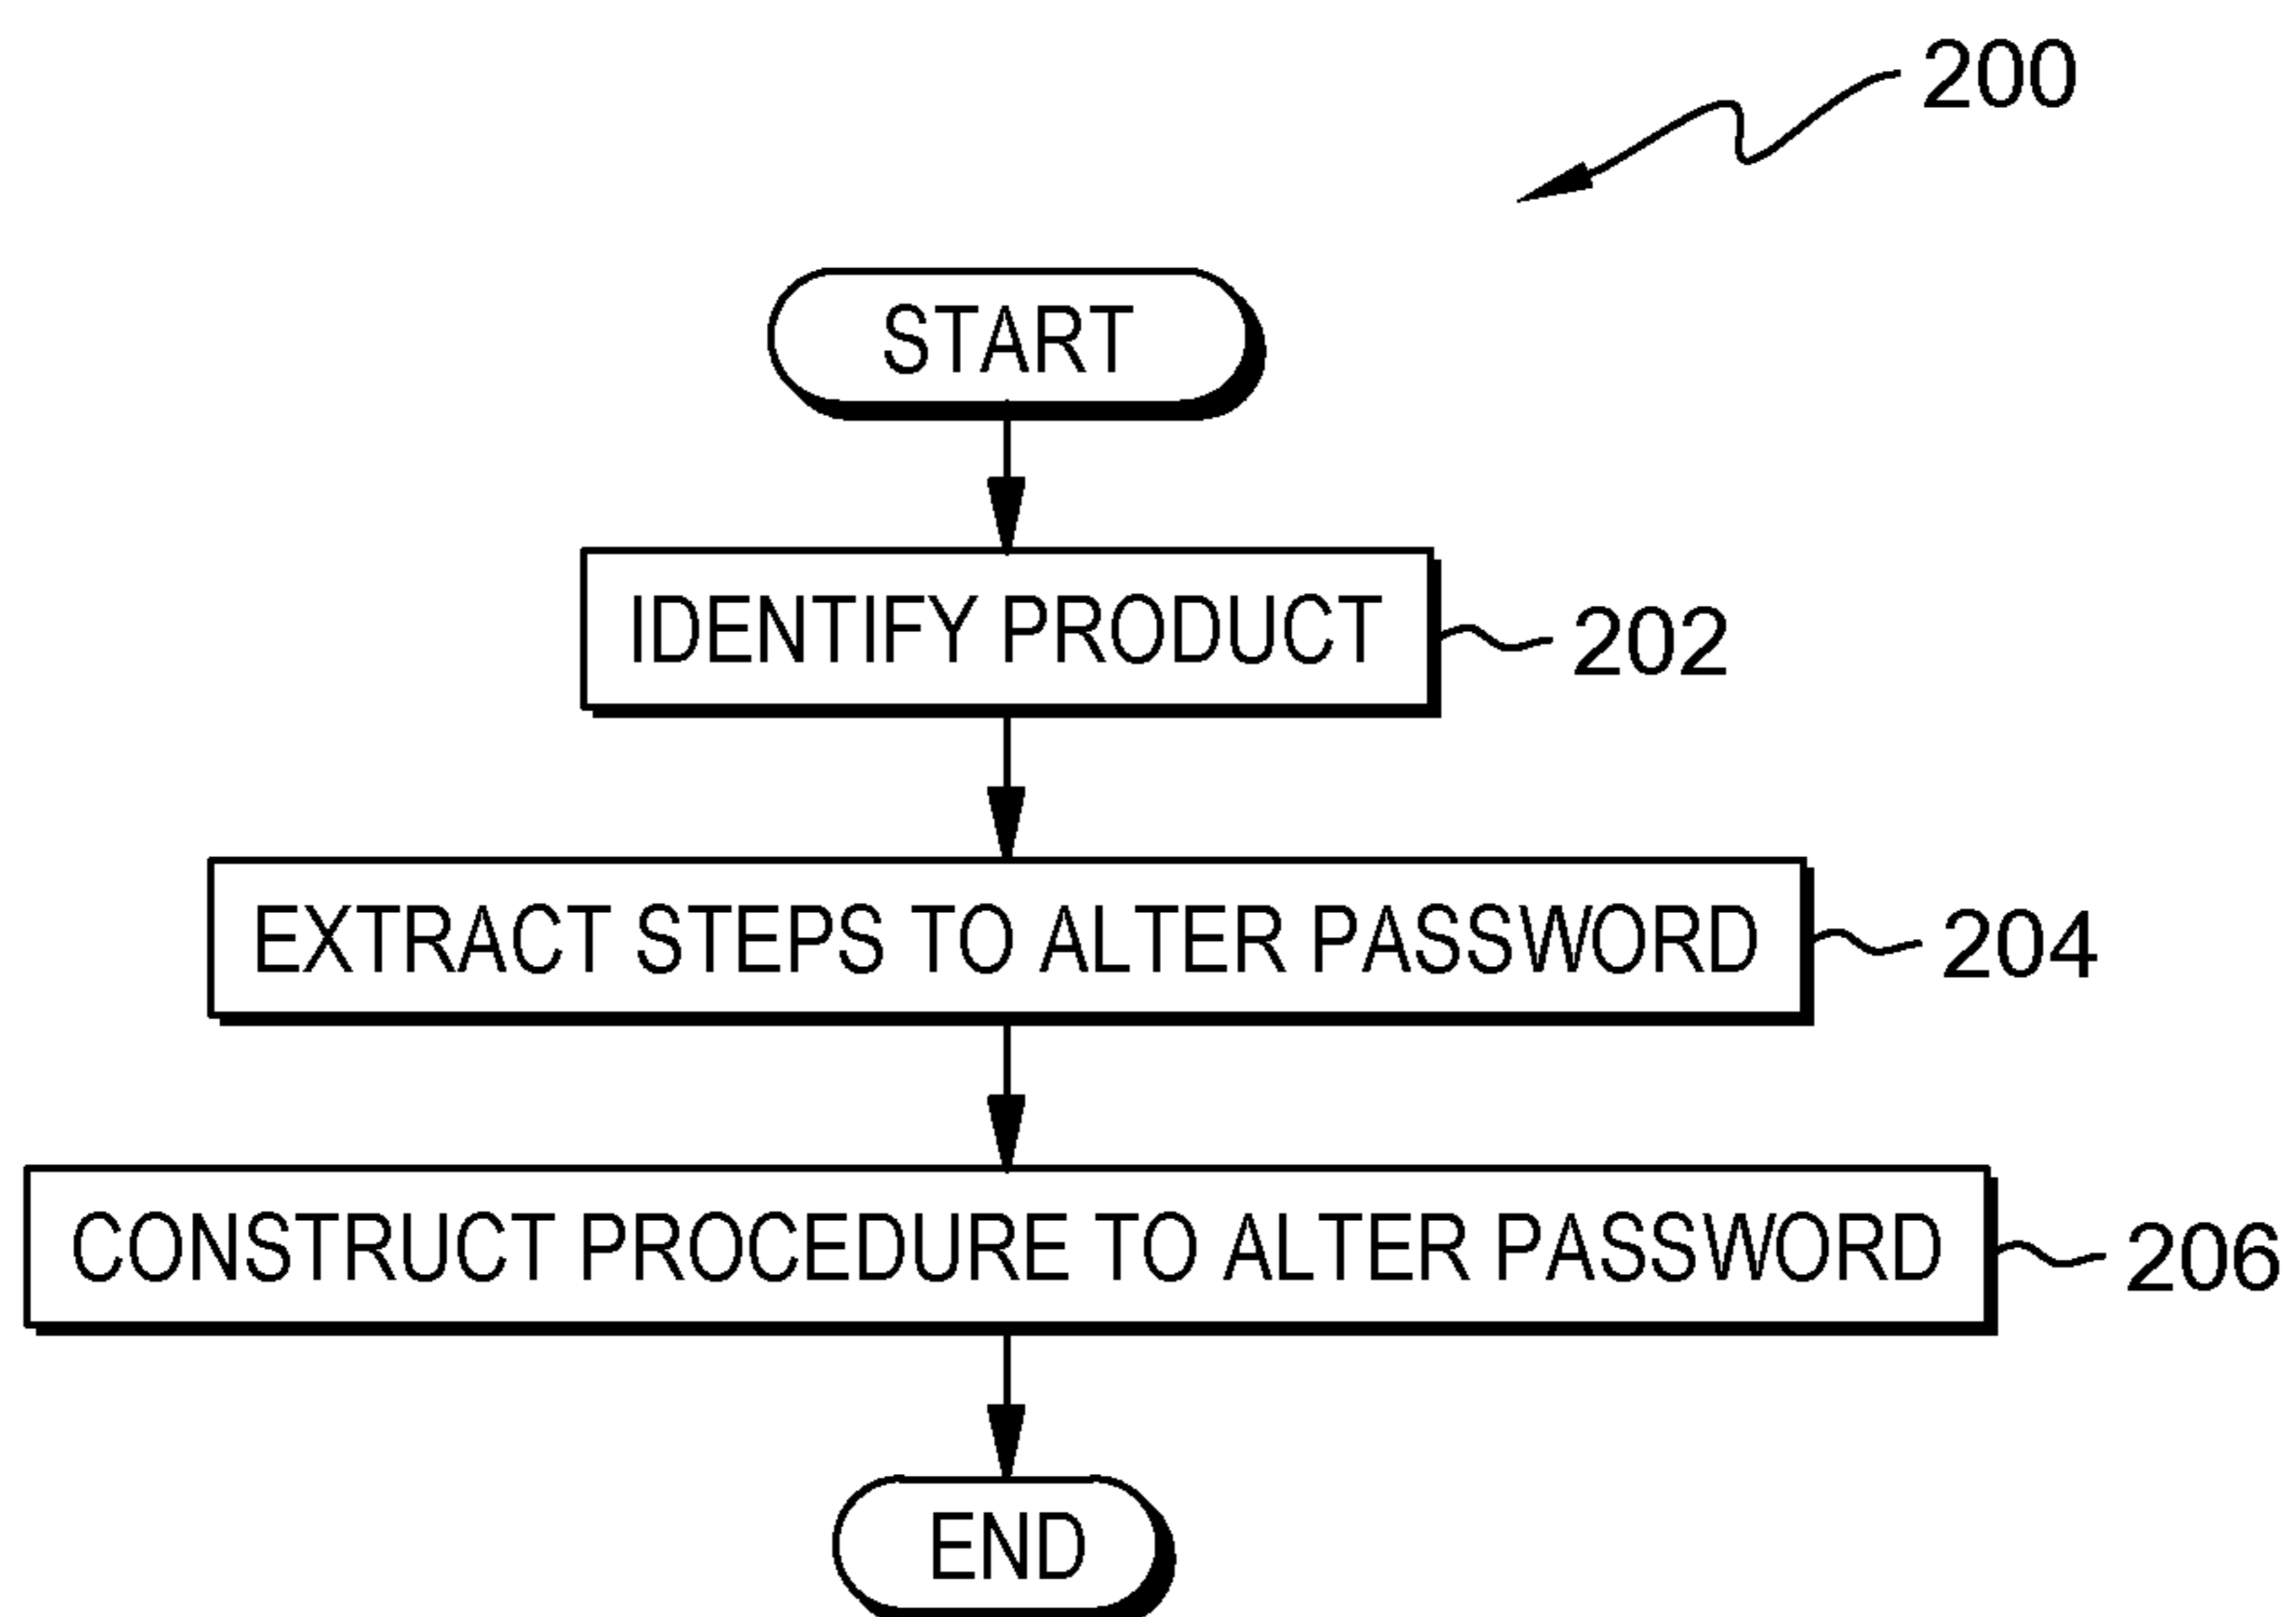 200
START
IDENTIFY PRODUCT
202
EXTRACT STEPS TO ALTER PASSWORD
204
CONSTRUCT PROCEDURE TO ALTER PASSWORD
206
END